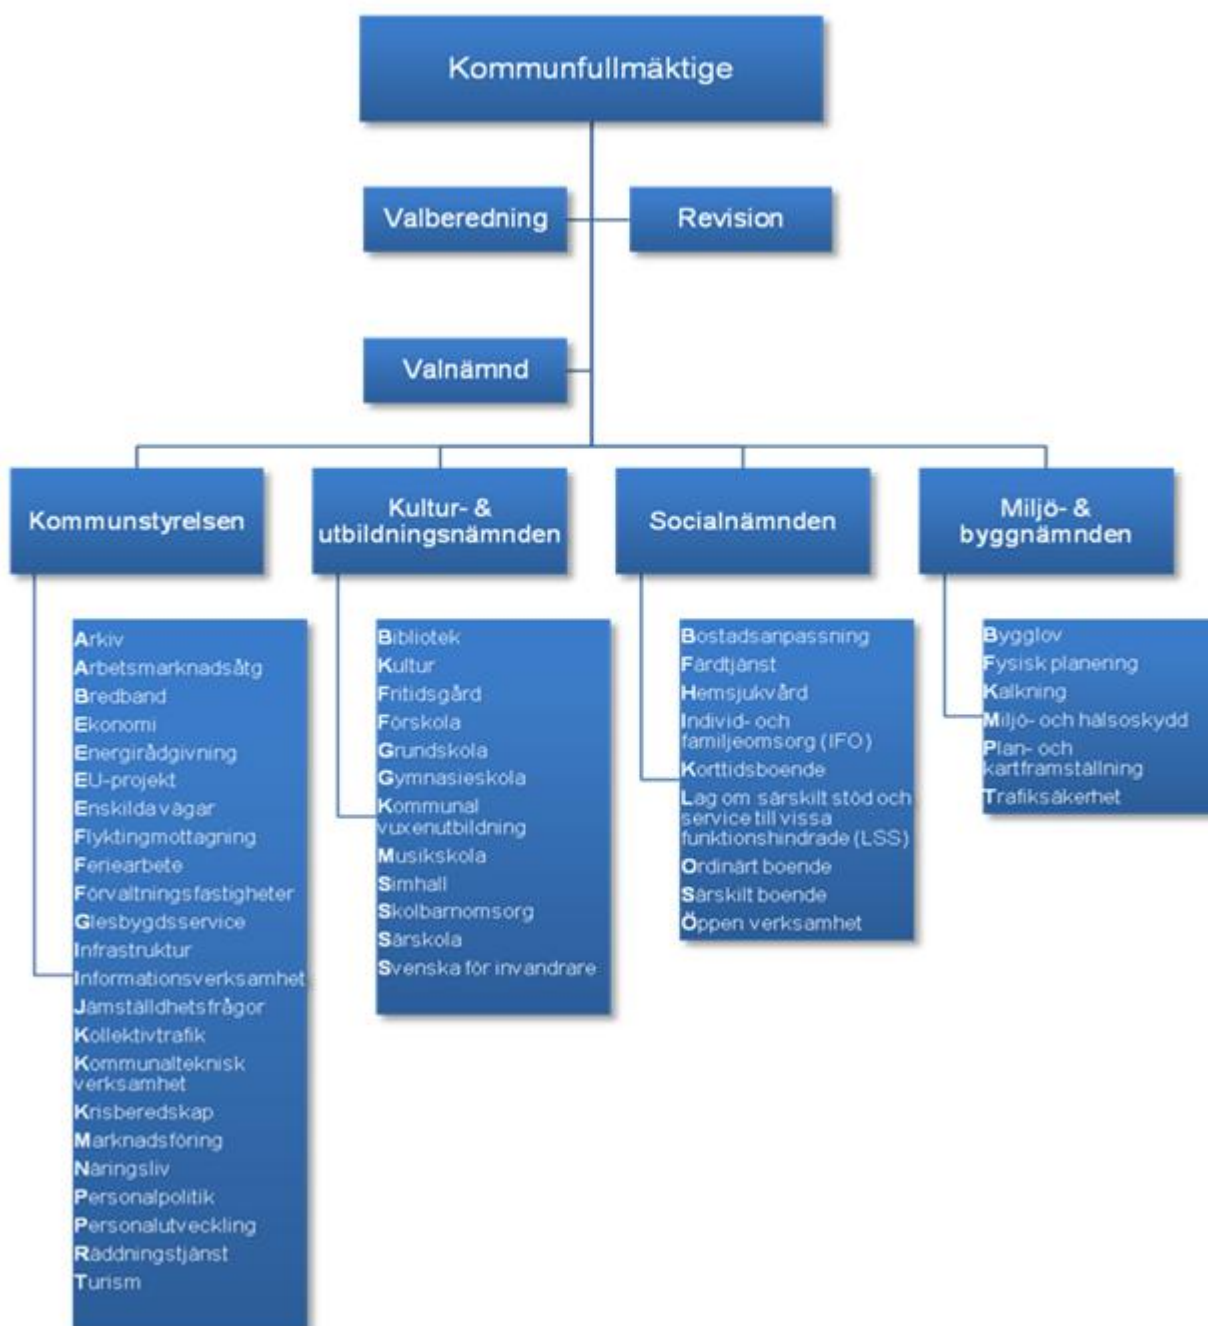 Kommunfullmäktige
Valberedning
Revision
Valnämnd
Kommunstyrelsen
Kultur- &
utbildningsnämnden
Socialnämnden
Miljö- &
byggnämnden
Arkiv
Arbetsmarknadsåtg
Bredband
Ekonomi
Energirådgivning
EU-projekt
Enskilda vägar
Flyktingmottagning
Feriearbete
Förvaltningsfastigheter
Glesbygdsservice
Infrastruktur
Informationsverksamhet
Jämställdhetsfrågor
Kollektivtrafik
Kommunalteknisk
verksamhet
Krisberedskap
Marknadsföring
Näringsliv
Personalpolitik
Personalutveckling
Räddningstjänst
Turism
Bibliotek
Kultur
Fritidsgård
Förskola
Grundskola
Gymnasieskola
Kommunal
vuxenutbildning
Musikskola
Simhall
Skolbarnomsorg
Särskola
Svenska för invandrare
Bostadsanpassning
Färdtjänst
Hemsjukvård
Individ- och
familjeomsorg (IFO)
Korttidsboende
Lag om särskilt stöd och
service till vissa
funktionshindrade (LSS)
Ordinärt boende
Särskilt boende
Öppen verksamhet
Bygglov
Fysisk planering
Kalkning
Miljö- och hälsoskydd
Plan- och
kartframställning
Trafiksäkerhet